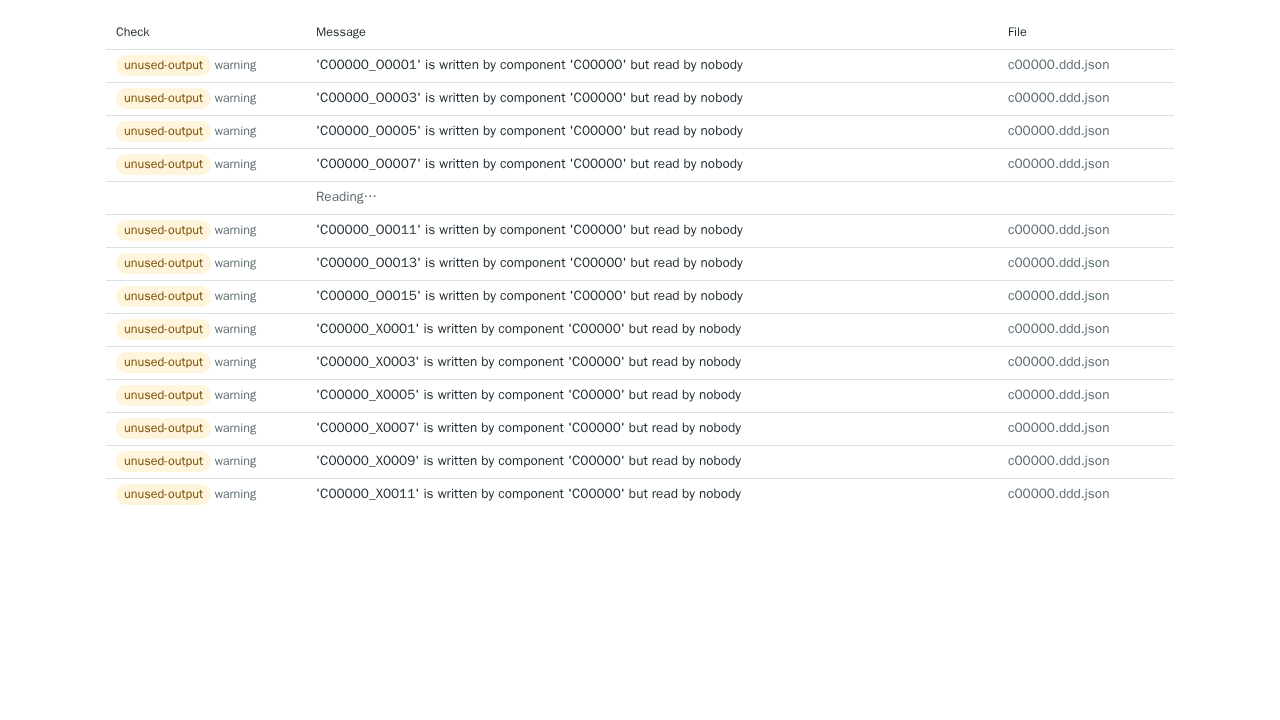 Check Message File
unused-output warning 'C00000_O0001' is written by component 'C00000' but read by nobody c00000.ddd.json
unused-output warning 'C00000_O0003' is written by component 'C00000' but read by nobody c00000.ddd.json
unused-output warning 'C00000_O0005' is written by component 'C00000' but read by nobody c00000.ddd.json
unused-output warning 'C00000_O0007' is written by component 'C00000' but read by nobody c00000.ddd.json
Reading…
unused-output warning 'C00000_O0011' is written by component 'C00000' but read by nobody c00000.ddd.json
unused-output warning 'C00000_O0013' is written by component 'C00000' but read by nobody c00000.ddd.json
unused-output warning 'C00000_O0015' is written by component 'C00000' but read by nobody c00000.ddd.json
unused-output warning 'C00000_X0001' is written by component 'C00000' but read by nobody c00000.ddd.json
unused-output warning 'C00000_X0003' is written by component 'C00000' but read by nobody c00000.ddd.json
unused-output warning 'C00000_X0005' is written by component 'C00000' but read by nobody c00000.ddd.json
unused-output warning 'C00000_X0007' is written by component 'C00000' but read by nobody c00000.ddd.json
unused-output warning 'C00000_X0009' is written by component 'C00000' but read by nobody c00000.ddd.json
unused-output warning 'C00000_X0011' is written by component 'C00000' but read by nobody c00000.ddd.json